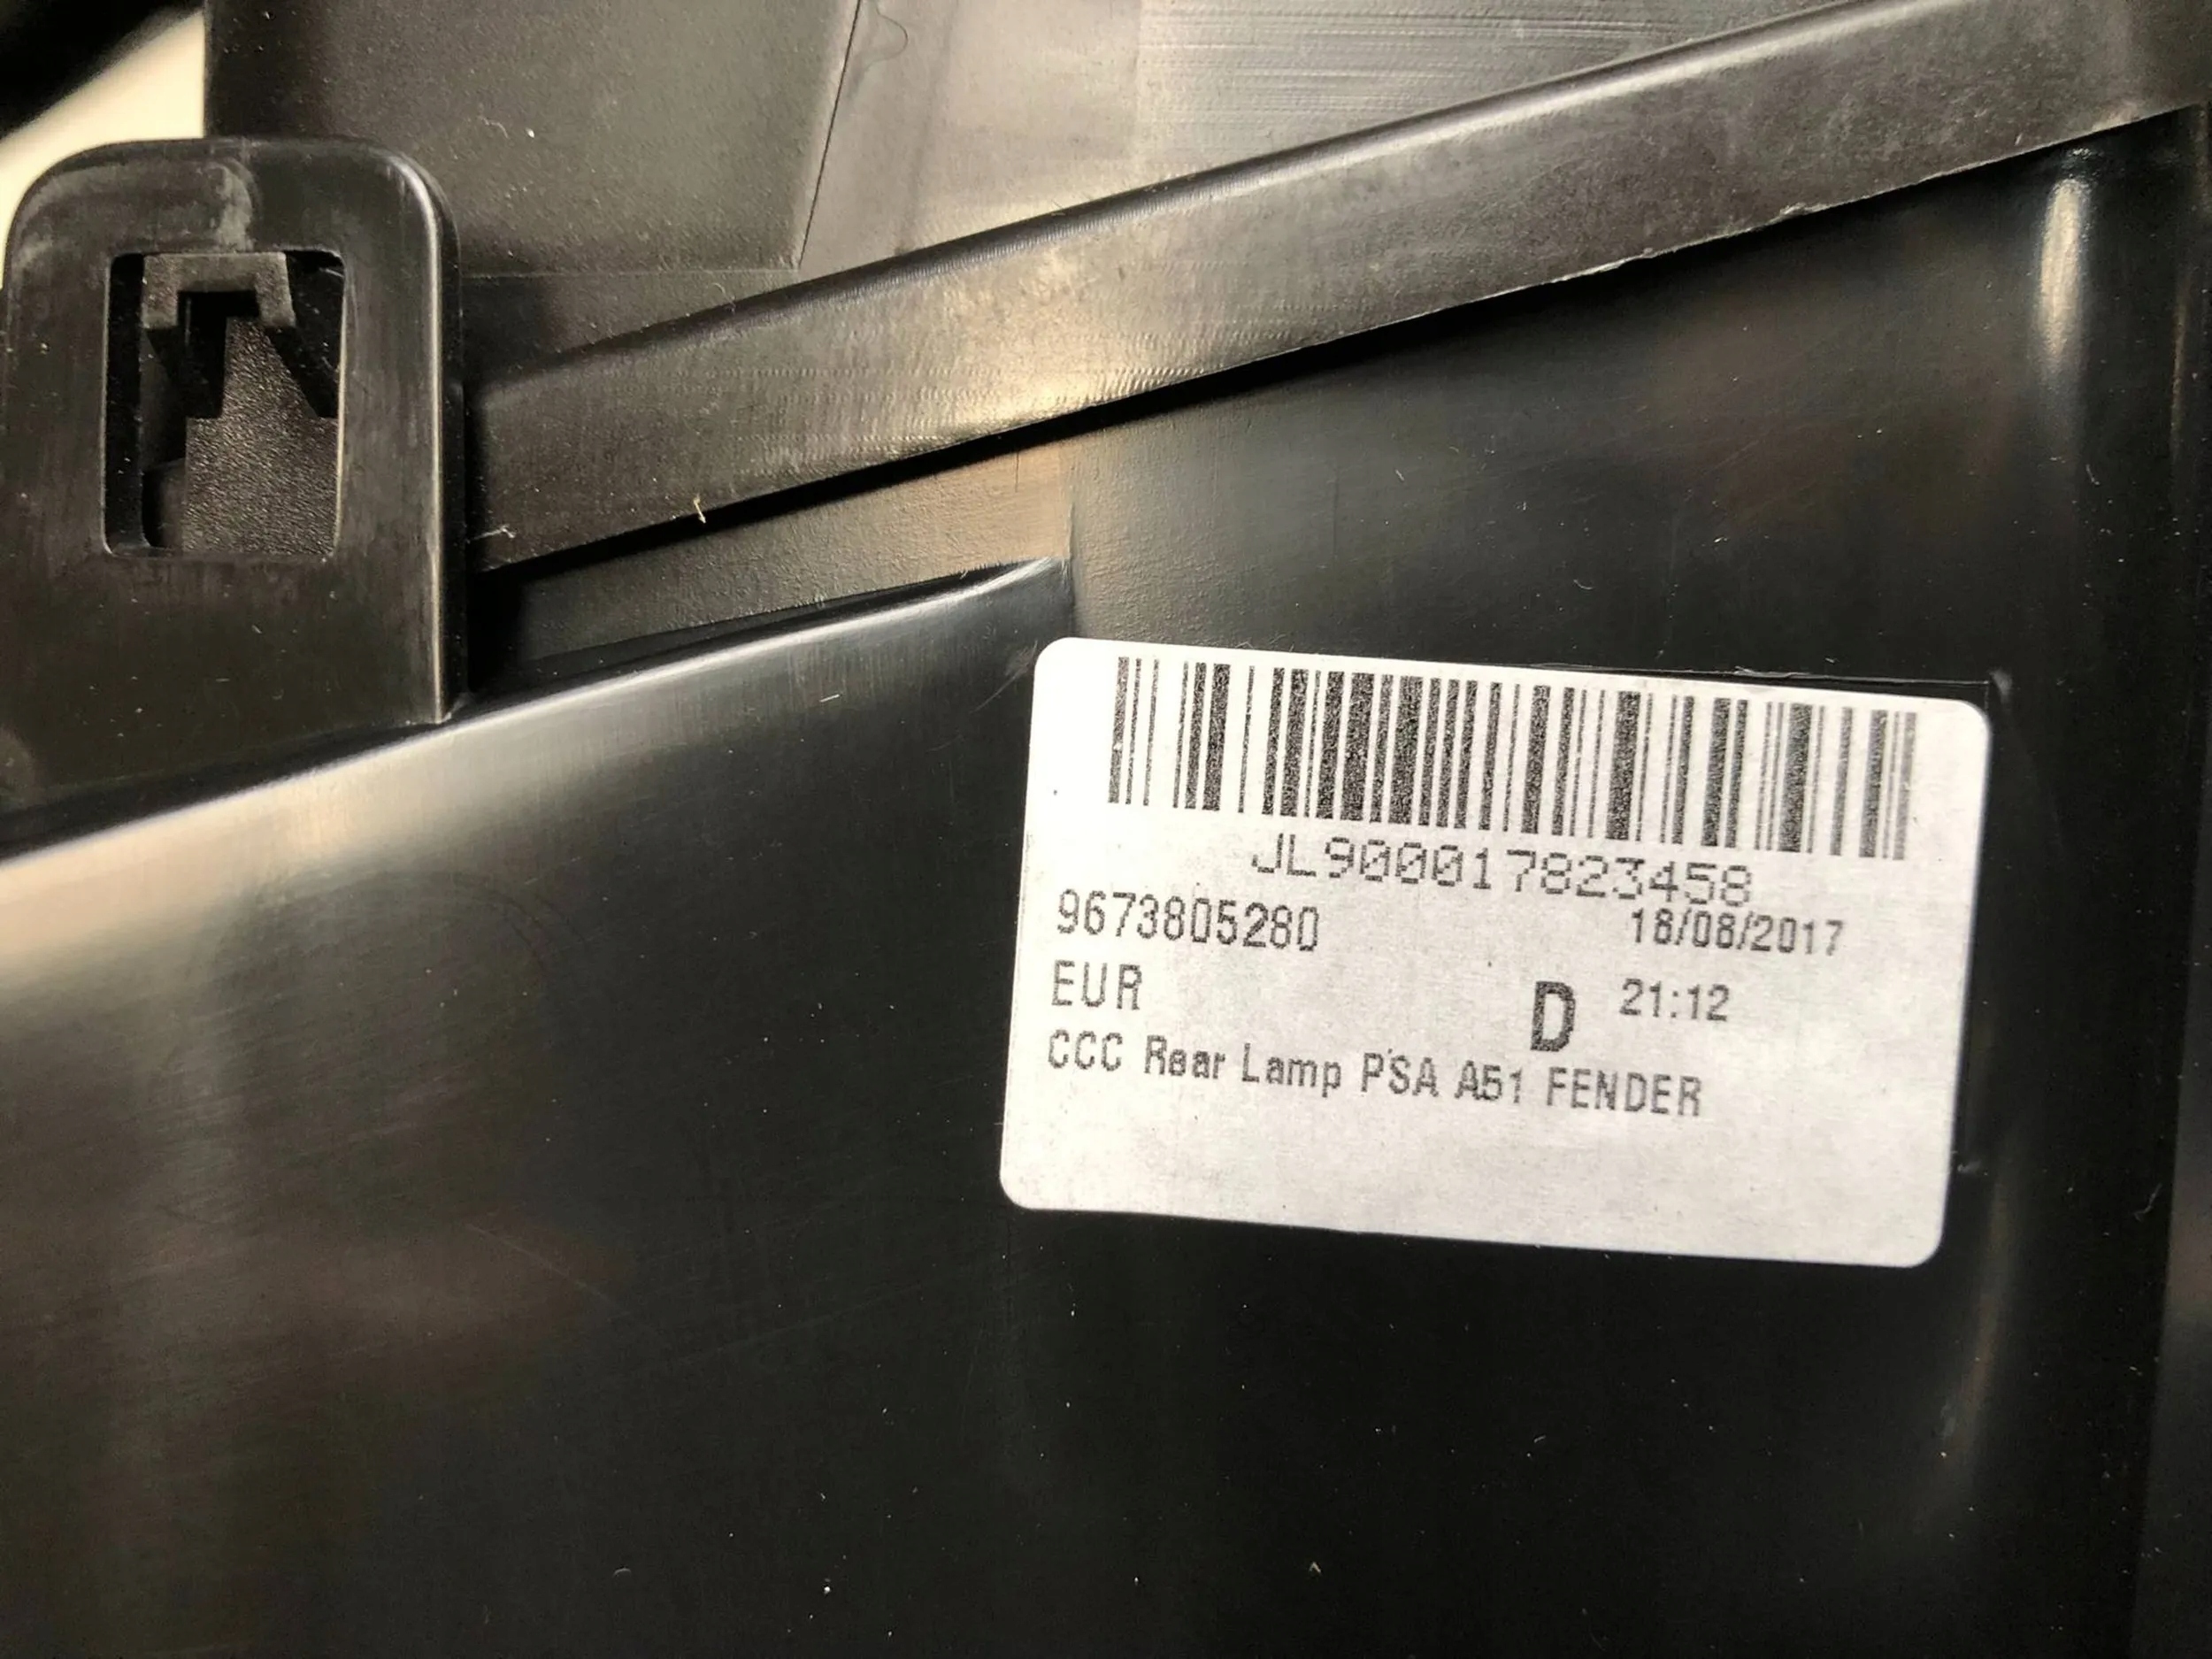 JL900017823458
9673805280 18/08/2017
EUR D 21:12
CCC Rear Lamp PSA A51 FENDER